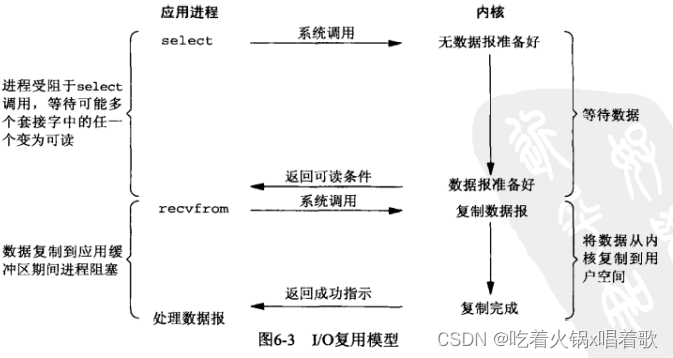 应用进程
内核
select
系统调用
无数据报准备好
进程受阻于select
调用，等待可能多
个套接字中的任一
个变为可读
等待数据
返回可读条件
数据报准备好
recvfrom
系统调用
复制数据报
数据复制到应用缓
冲区期间进程阻塞
将数据从内
核复制到用
户空间
返回成功指示
复制完成
处理数据报
图6-3 I/O复用模型
CSDN @吃着火锅x唱着歌